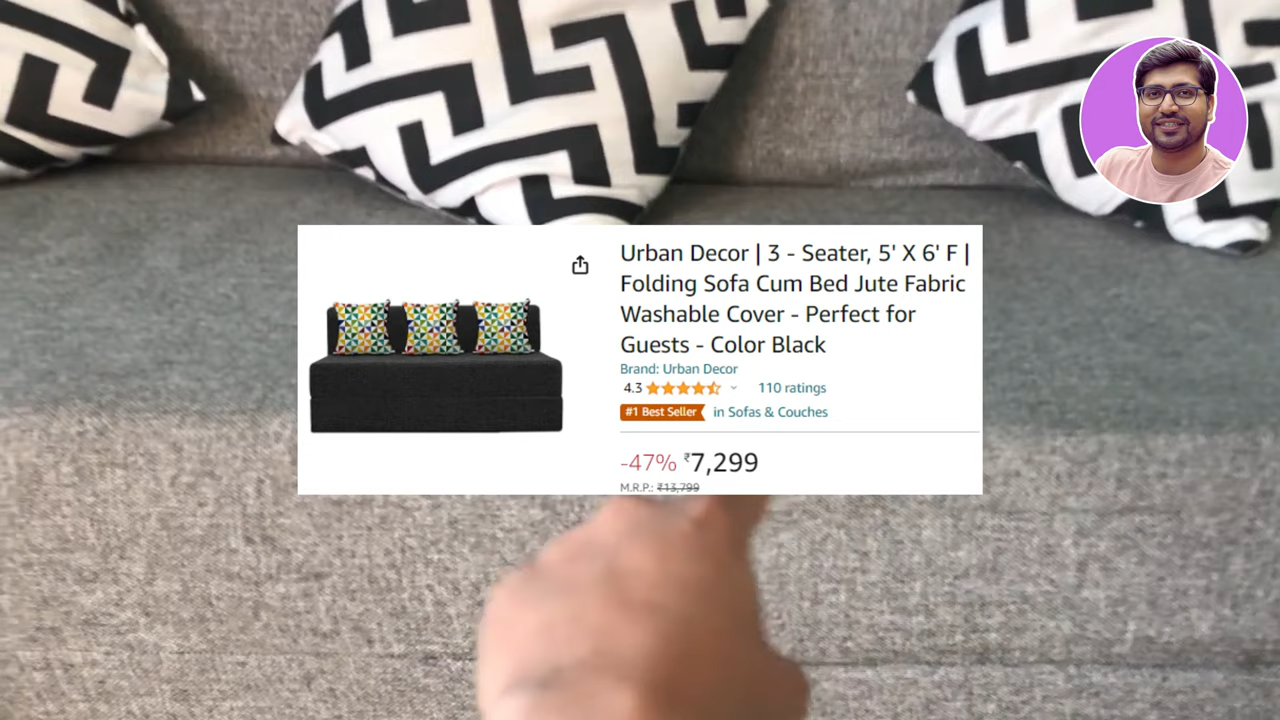 Urban Decor | 3 - Seater, 5' X 6' F |
Folding Sofa Cum Bed Jute Fabric
Washable Cover - Perfect for
Guests - Color Black
Brand: Urban Decor
4.3 110 ratings
#1 Best Seller in Sofas & Couches
-47% ₹7,299
M.R.P.: ₹13,799